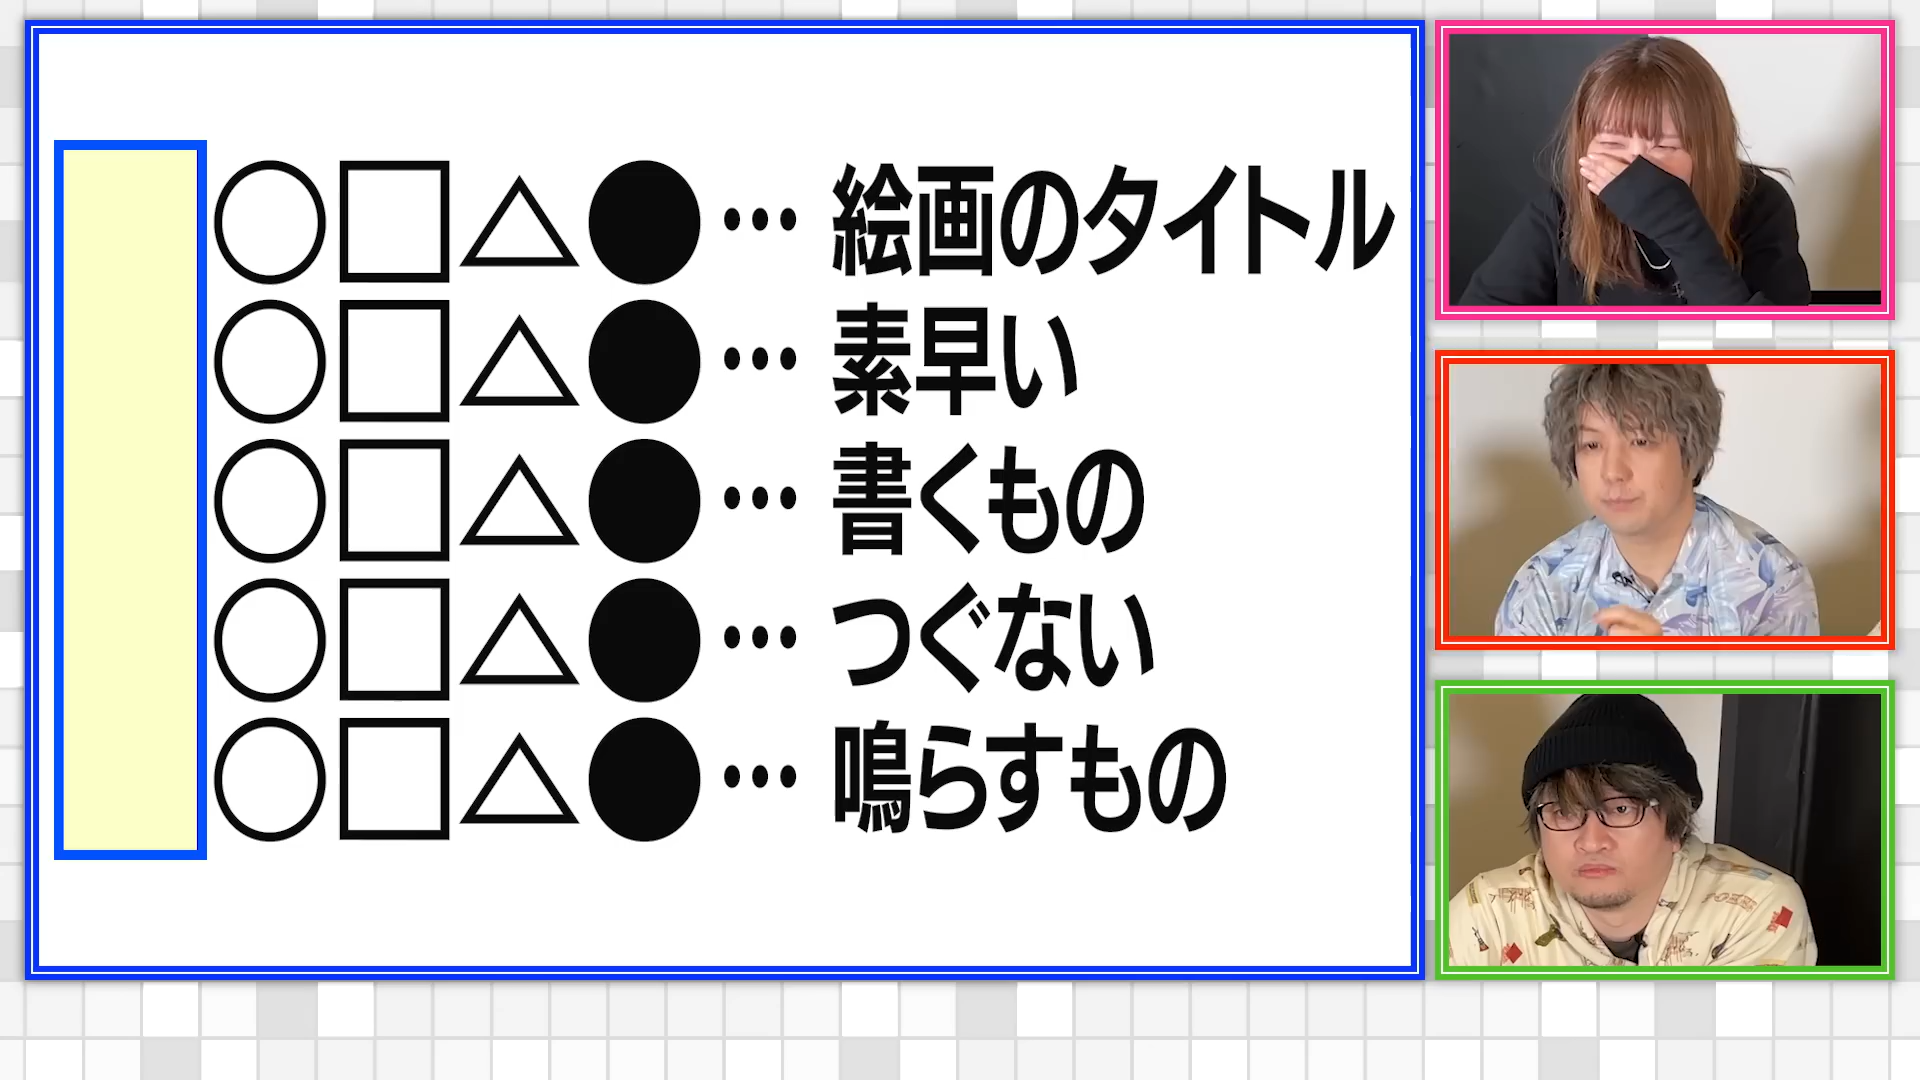 ○□△●…絵画のタイトル
○□△●…素早い
○□△●…書くもの
○□△●…つぐない
○□△●…鳴らすもの